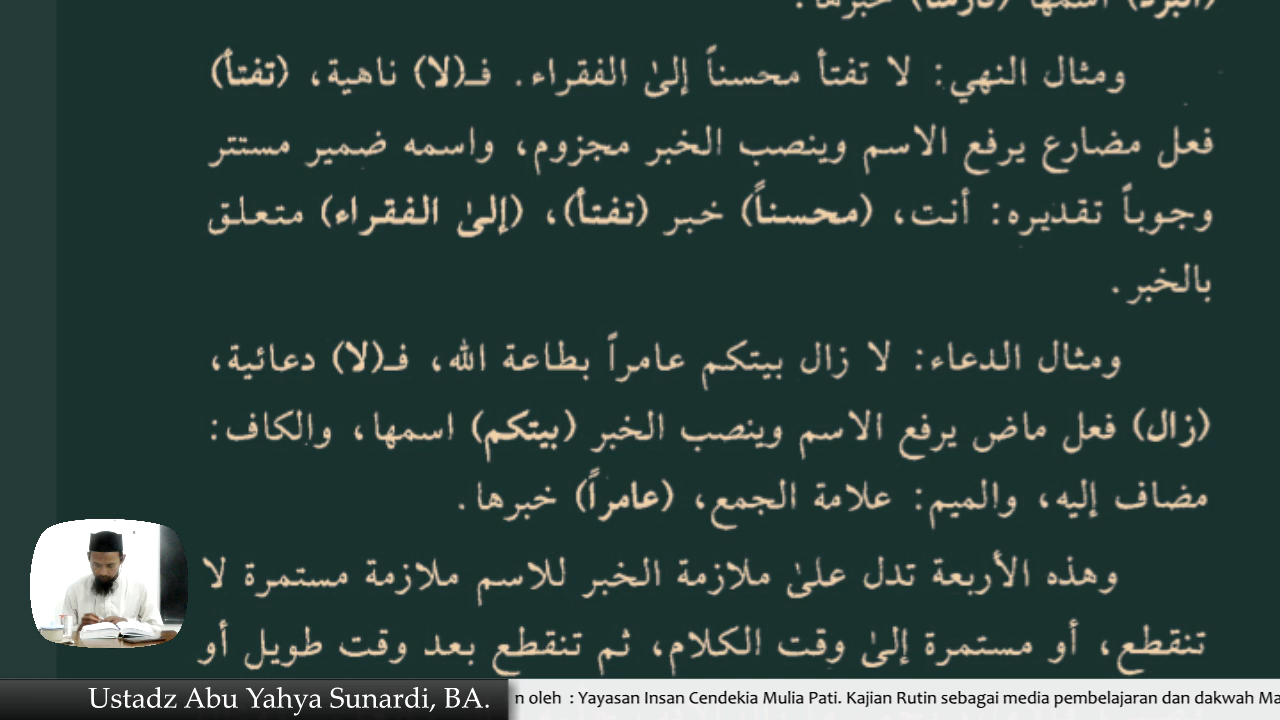 (البرد) اسمها (قارساً) خبرها.
ومثال النهي: لا تفتأ محسناً إلىٰ الفقراء. فـ(لا) ناهية، (تفتأ)
فعل مضارع يرفع الاسم وينصب الخبر مجزوم، واسمه ضمير مستتر
وجوباً تقديره: أنت، (محسناً) خبر (تفتأ)، (إلىٰ الفقراء) متعلق
بالخبر.
ومثال الدعاء: لا زال بيتكم عامراً بطاعة الله، فـ(لا) دعائية،
(زال) فعل ماض يرفع الاسم وينصب الخبر (بيتكم) اسمها، والكاف:
مضاف إليه، والميم: علامة الجمع، (عامراً) خبرها.
وهذه الأربعة تدل علىٰ ملازمة الخبر للاسم ملازمة مستمرة لا
تنقطع، أو مستمرة إلىٰ وقت الكلام، ثم تنقطع بعد وقت طويل أو
Ustadz Abu Yahya Sunardi, BA.
n oleh : Yayasan Insan Cendekia Mulia Pati. Kajian Rutin sebagai media pembelajaran dan dakwah Ma